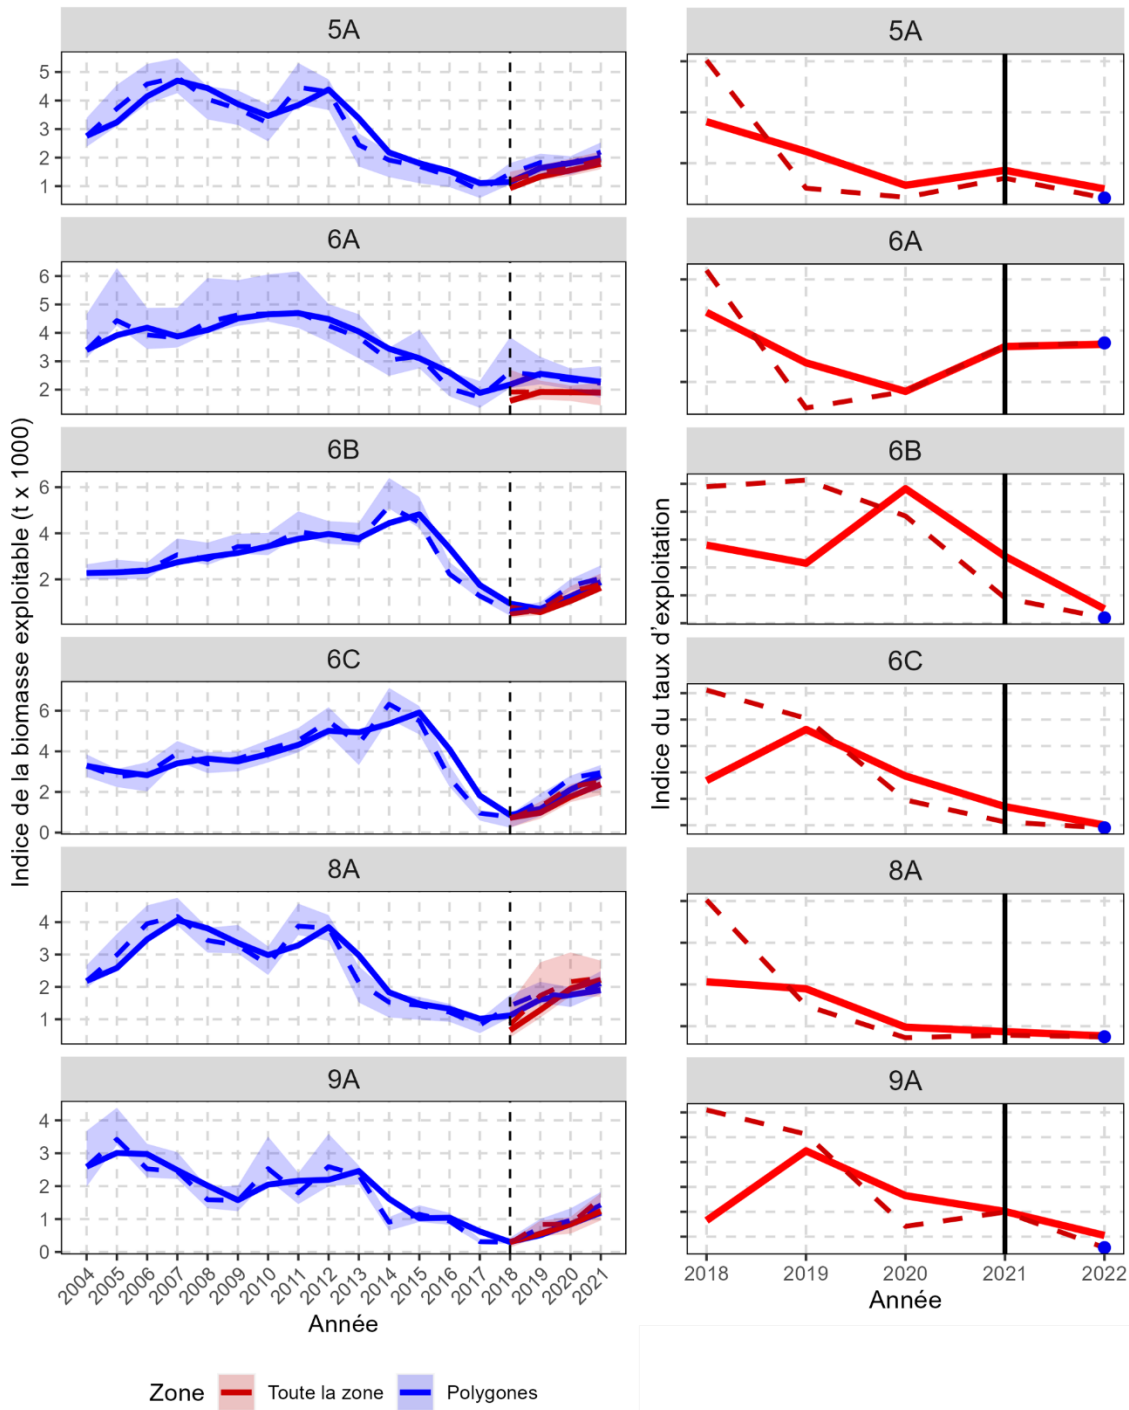 5A
5
4
3
2
1
6A
6
5
4
3
2
6B
6
4
2
6C
6
4
2
0
8A
4
3
2
1
9A
4
3
2
1
0
2004 2005 2006 2007 2008 2009 2010 2011 2012 2013 2014 2015 2016 2017 2018 2019 2020 2021
Année
Indice de la biomasse exploitable (t x 1000)
5A
6A
6B
6C
8A
9A
2018 2019 2020 2021 2022
Année
Indice du taux d'exploitation
Zone Toute la zone Polygones